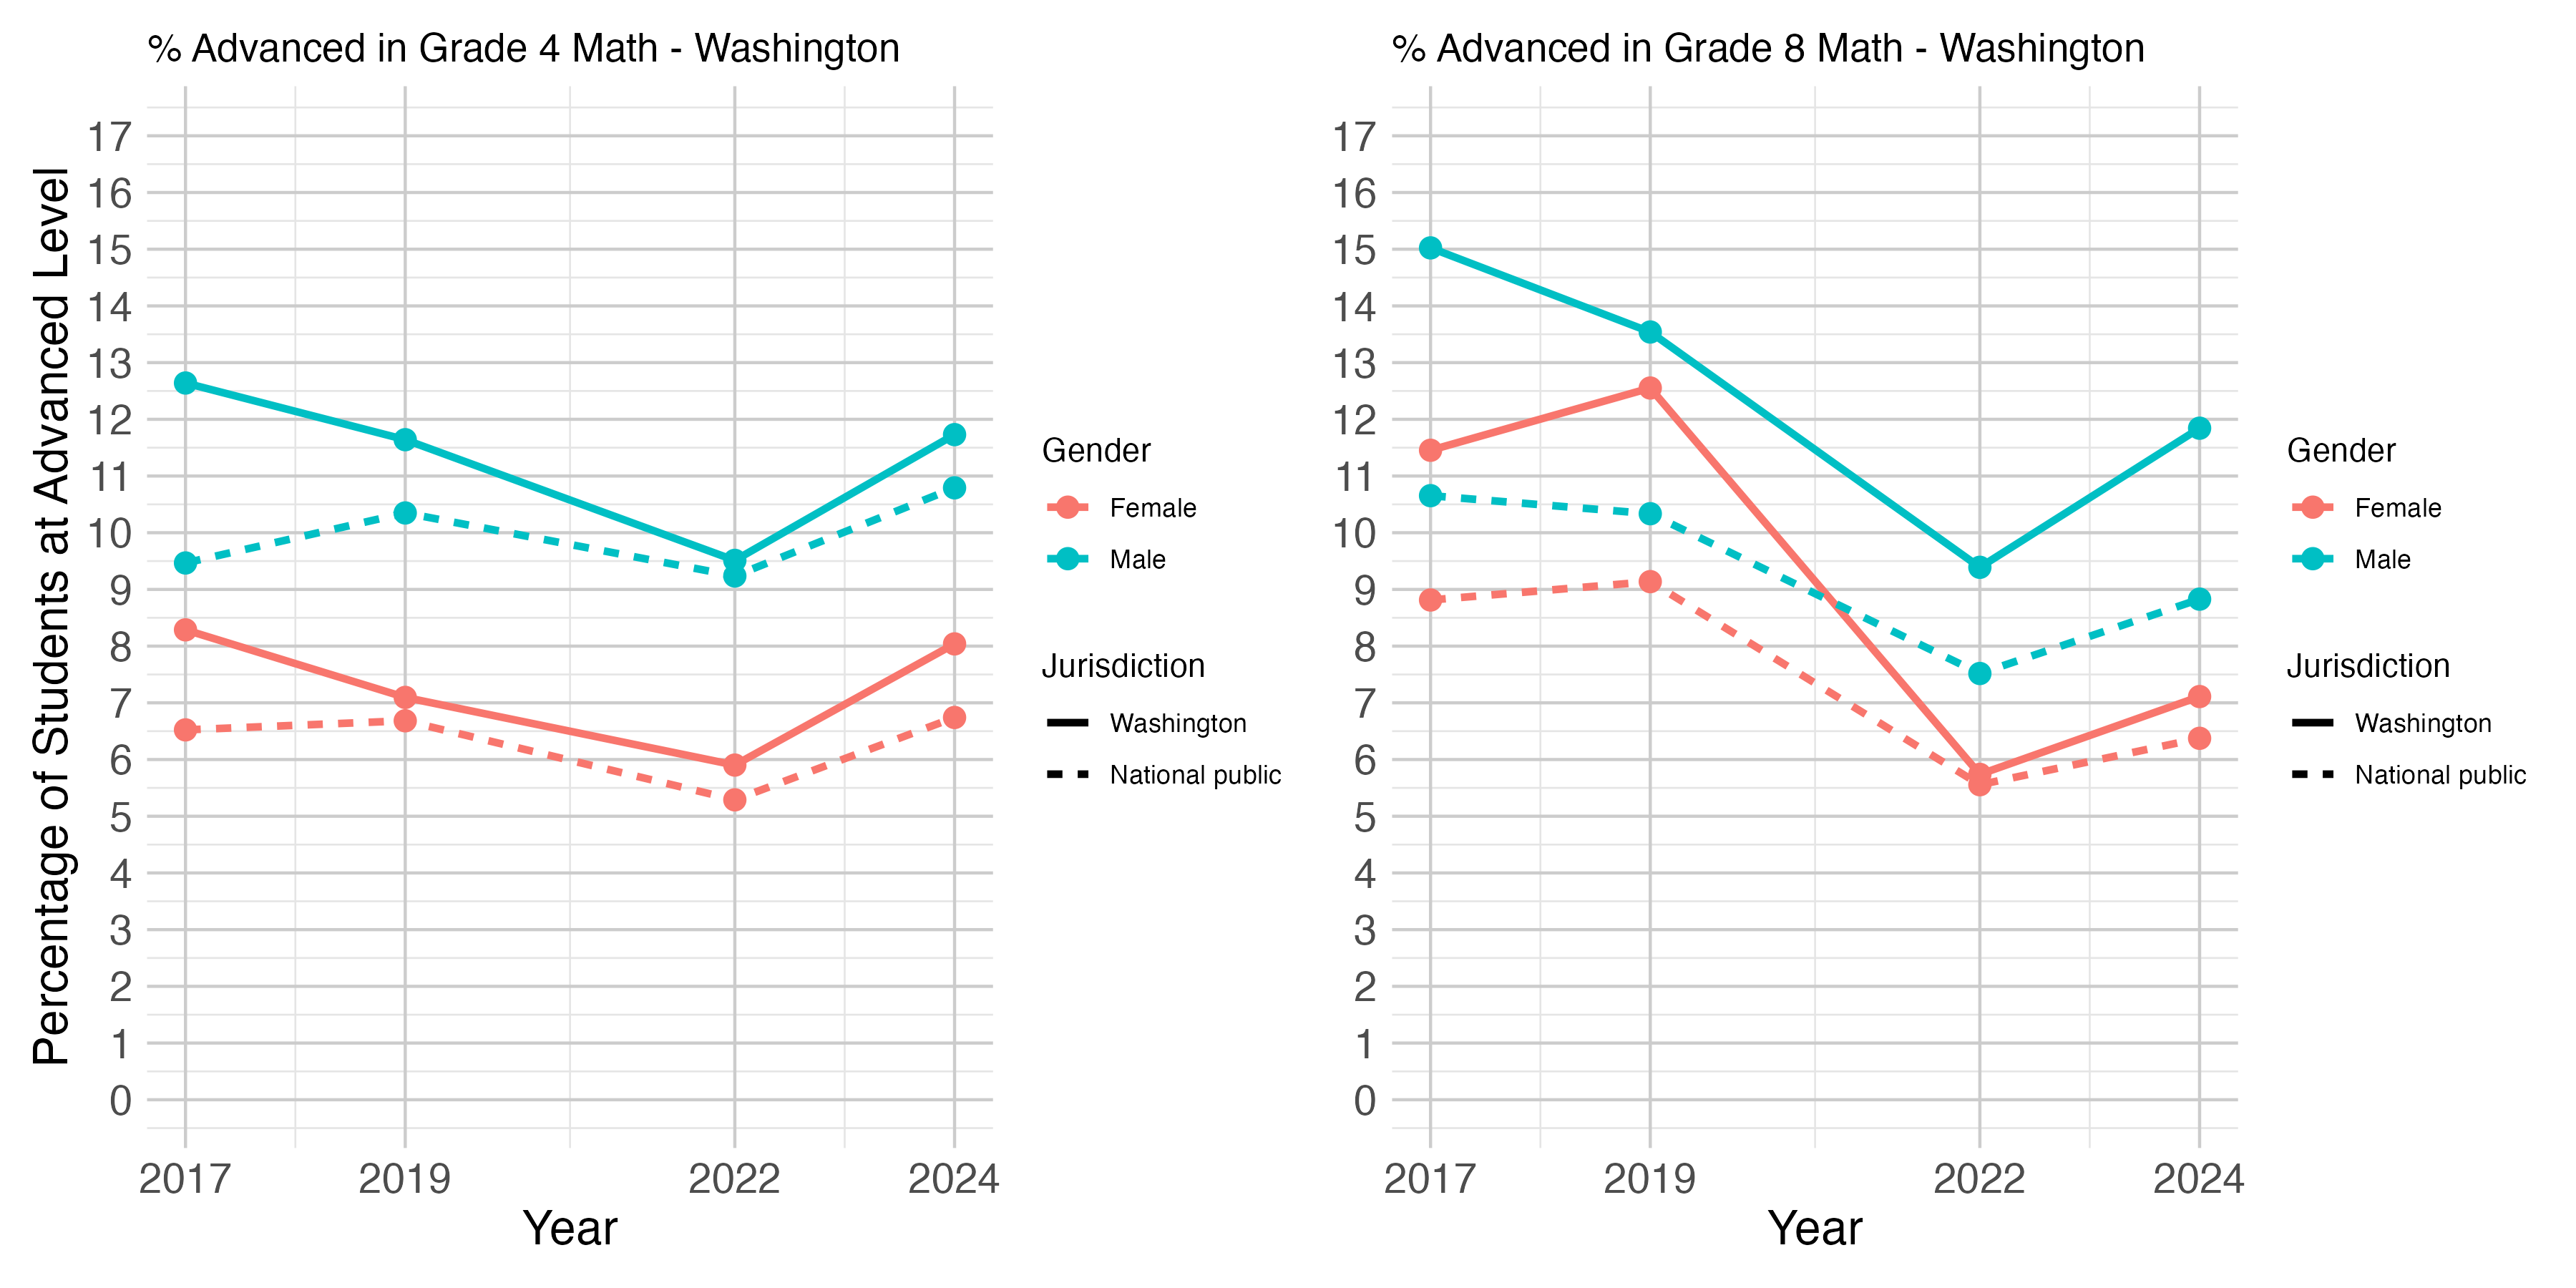 % Advanced in Grade 4 Math - Washington
Percentage of Students at Advanced Level
17
16
15
14
13
12
11
10
9
8
7
6
5
4
3
2
1
0
2017 2019 2022 2024
Year
Gender
Female
Male
Jurisdiction
Washington
National public
% Advanced in Grade 8 Math - Washington
17
16
15
14
13
12
11
10
9
8
7
6
5
4
3
2
1
0
2017 2019 2022 2024
Year
Gender
Female
Male
Jurisdiction
Washington
National public